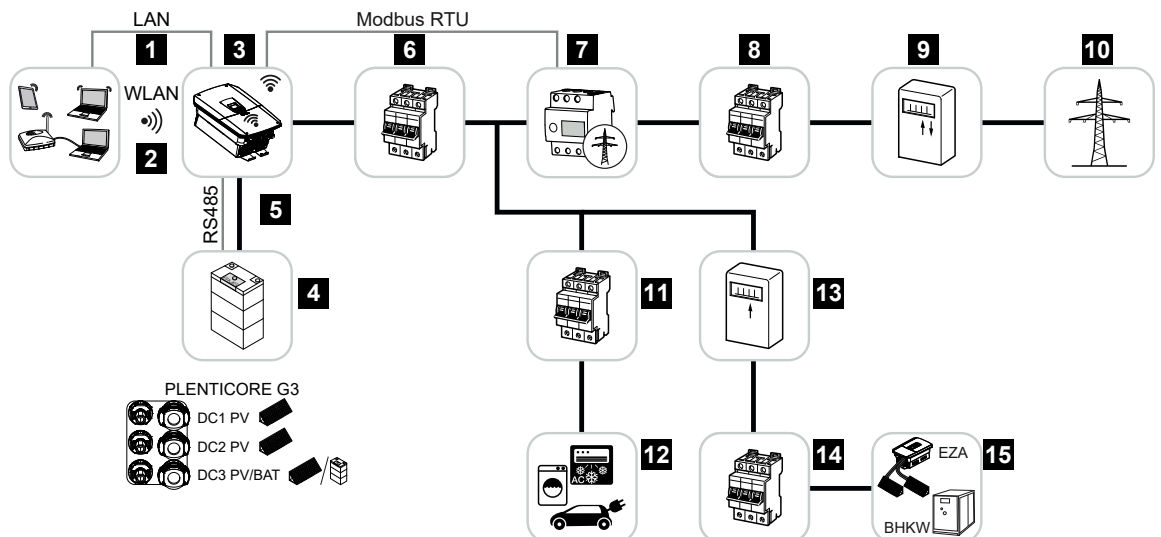 LAN
Modbus RTU
1
3
6
7
8
9
10
WLAN
2
RS485
5
4
11
13
PLENTICORE G3
DC1 PV
DC2 PV
DC3 PV/BAT
/
12
AC
14
EZA
15
BHKW